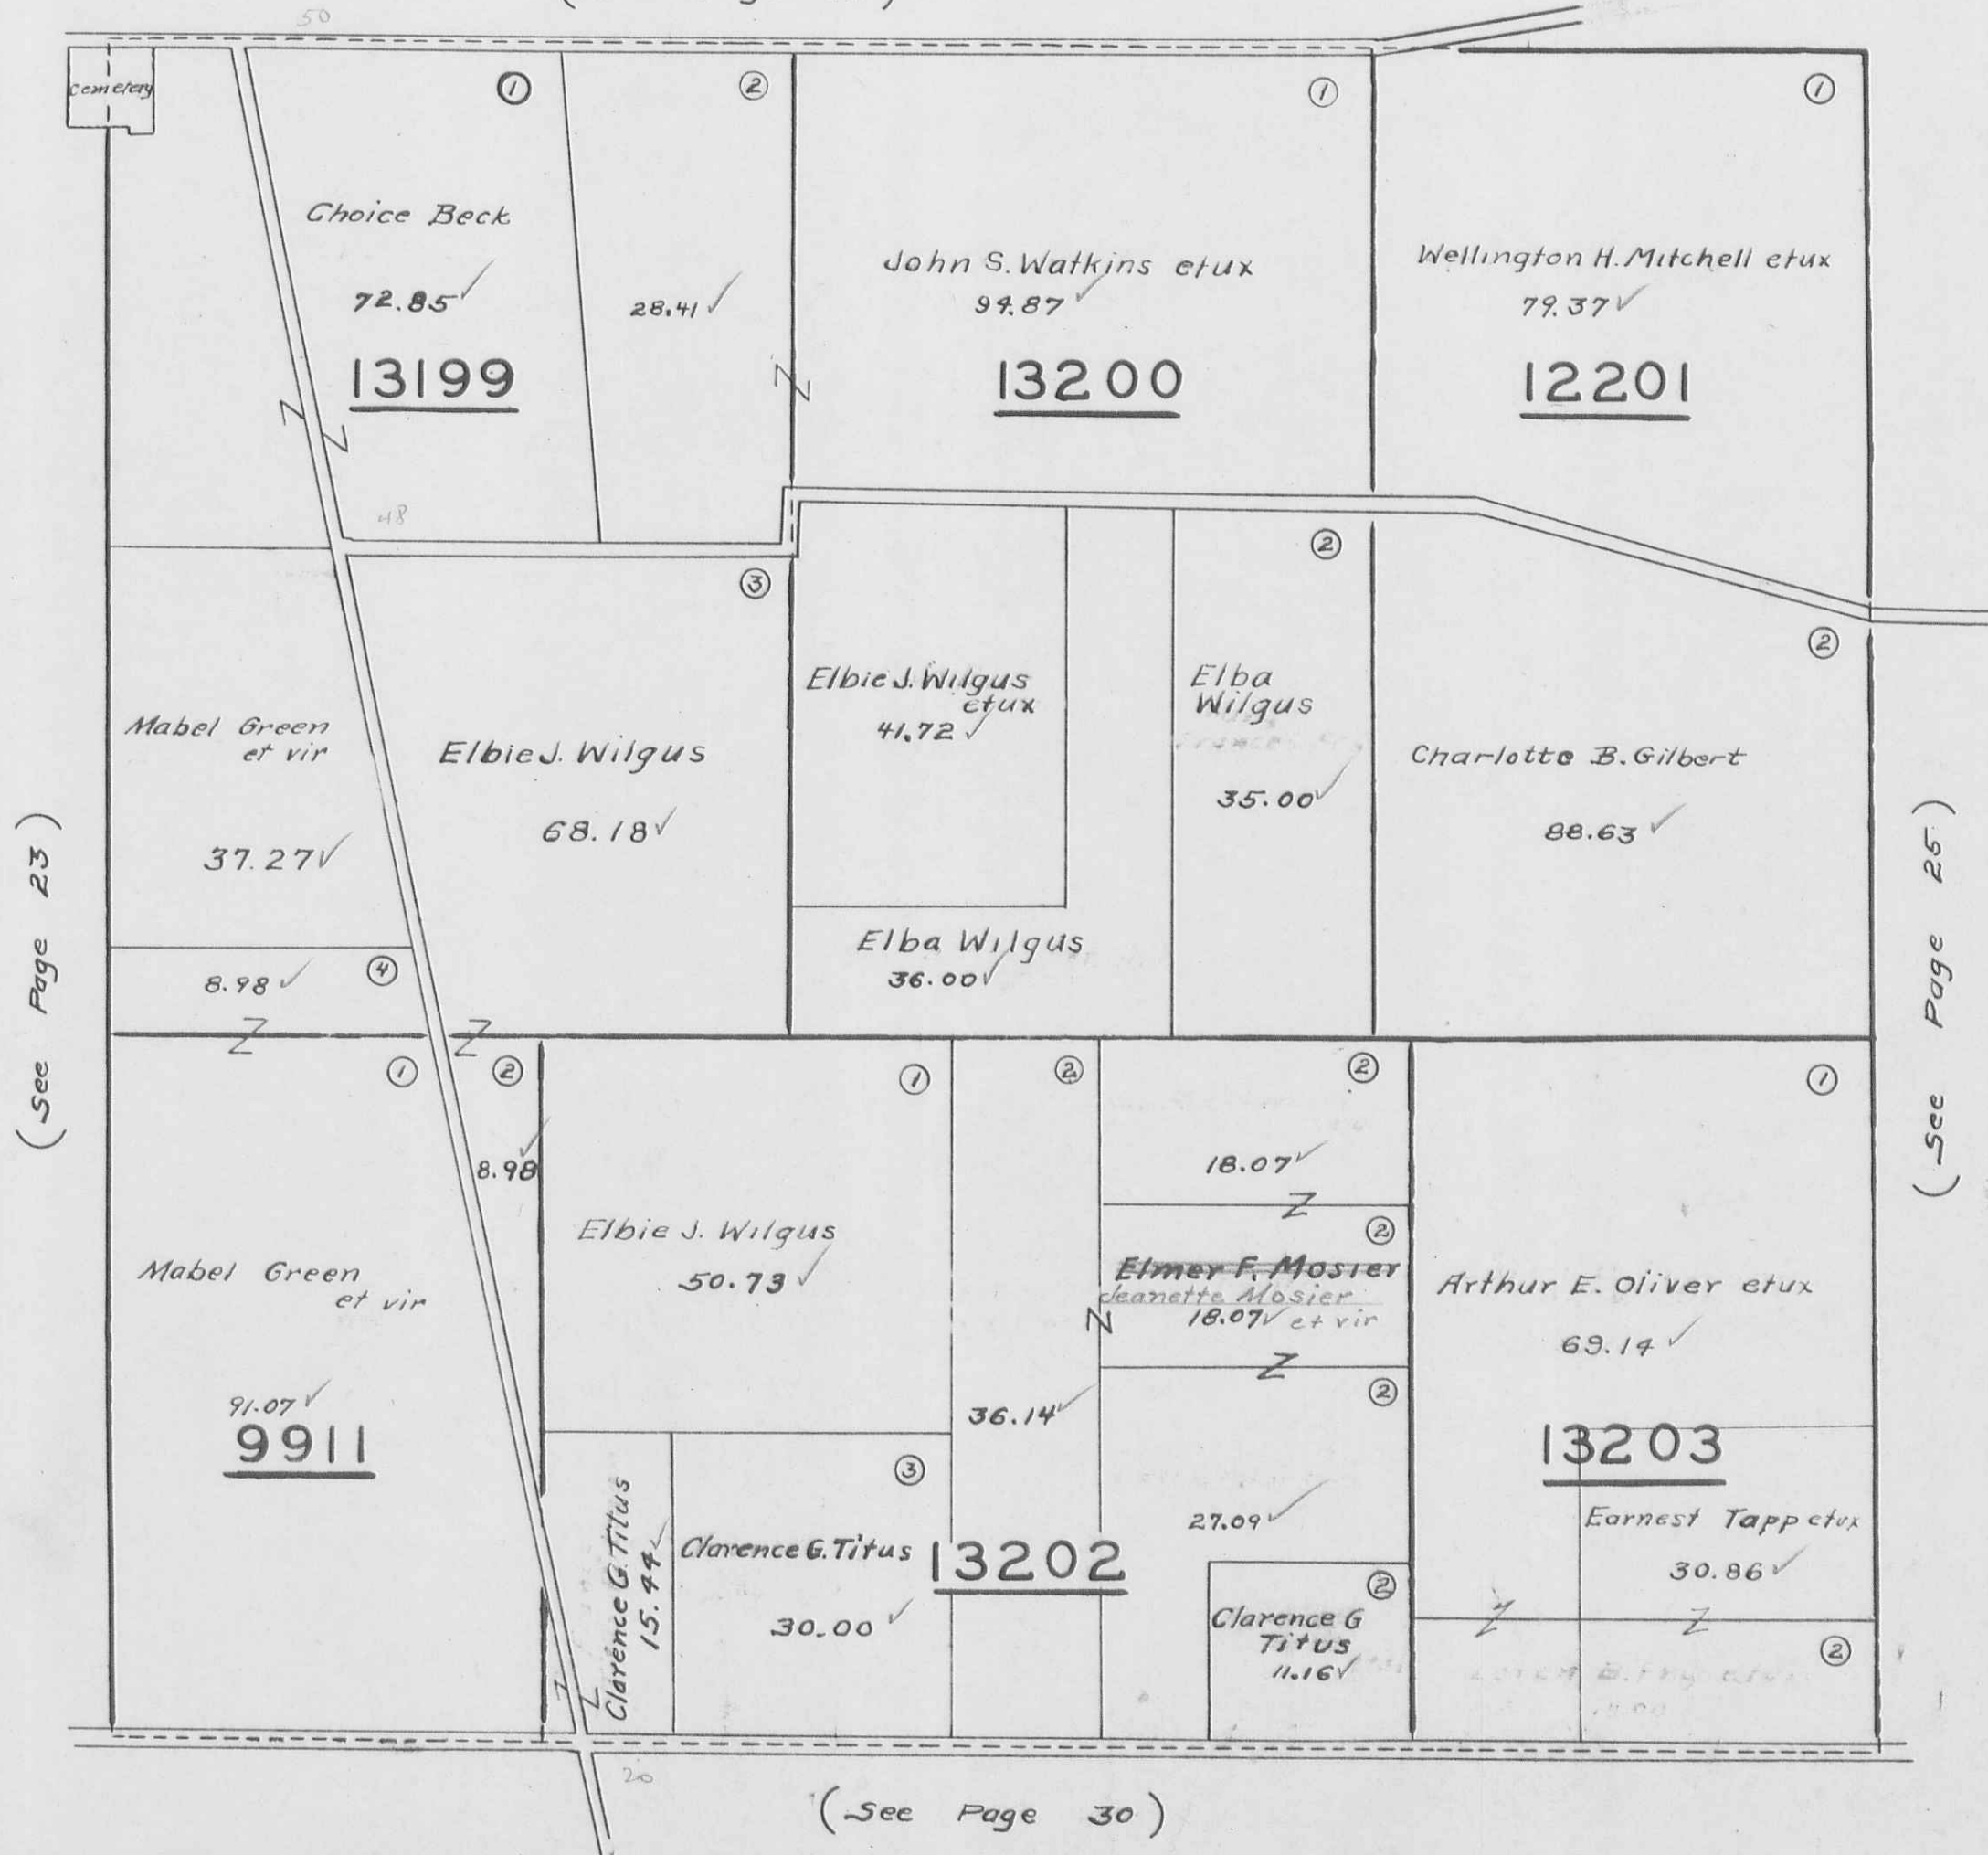 50
Cemetery
1
2
1
1
Choice Beck
72.85✓
28.41✓
13199
John S. Watkins etux
94.87✓
13200
Wellington H. Mitchell etux
79.37✓
12201
48
3
2
2
Mabel Green
et vir
37.27✓
Elbie J. Wilgus
68.18✓
Elbie J. Wilgus
etux
41.72✓
Elba
Wilgus
35.00✓
Charlotte B. Gilbert
88.63✓
Elba Wilgus
36.00✓
8.98✓
4
(See Page 23)
(See Page 25)
1
2
1
2
2
1
8.98✓
18.07✓
Elbie J. Wilgus
50.73✓
2
Elmer F. Mosier
Jeanette Mosier
18.07✓ et vir
Mabel Green
et vir
91.07✓
9911
Arthur E. Oliver etux
69.14✓
13203
36.14✓
2
27.09✓
Clarence G. Titus
15.44✓
3
Clarence G. Titus
30.00✓
13202
2
Clarence G
Titus
11.16✓
Earnest Tapp etux
30.86✓
2
20
(See Page 30)